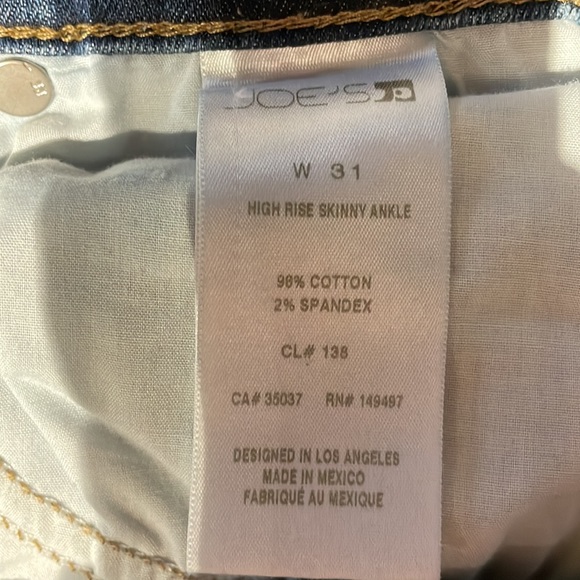 JOE'S
W 31
HIGH RISE SKINNY ANKLE
98% COTTON
2% SPANDEX
CL# 138
CA# 35037 RN# 149497
DESIGNED IN LOS ANGELES
MADE IN MEXICO
FABRIQUÉ AU MEXIQUE